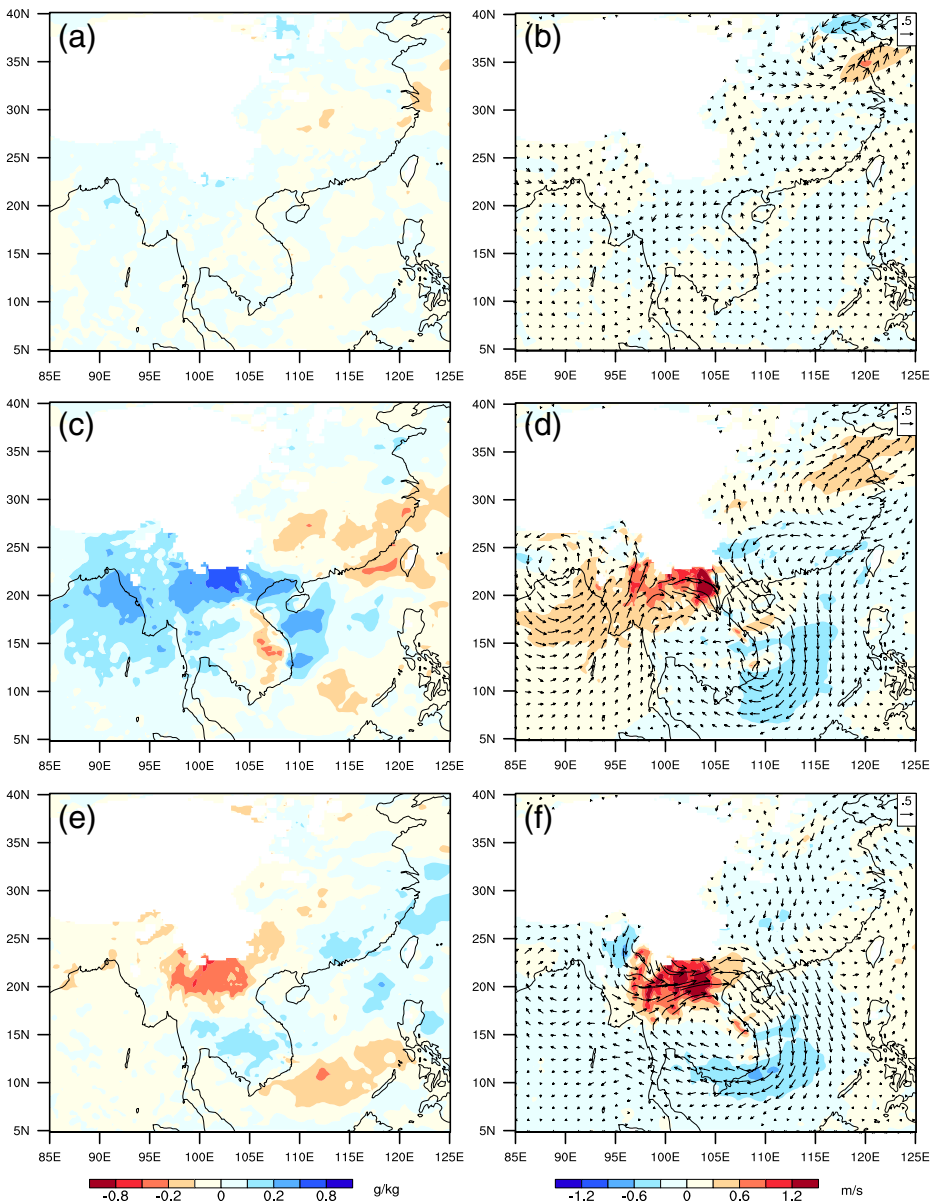 (a)
40N
35N
30N
25N
20N
15N
10N
5N
85E 90E 95E 100E 105E 110E 115E 120E 125E
(b)
.5
40N
35N
30N
25N
20N
15N
10N
5N
85E 90E 95E 100E 105E 110E 115E 120E 125E
(c)
40N
35N
30N
25N
20N
15N
10N
5N
85E 90E 95E 100E 105E 110E 115E 120E 125E
(d)
.5
40N
35N
30N
25N
20N
15N
10N
5N
85E 90E 95E 100E 105E 110E 115E 120E 125E
(e)
40N
35N
30N
25N
20N
15N
10N
5N
85E 90E 95E 100E 105E 110E 115E 120E 125E
(f)
.5
40N
35N
30N
25N
20N
15N
10N
5N
85E 90E 95E 100E 105E 110E 115E 120E 125E
-0.8 -0.2 0 0.2 0.8 g/kg
-1.2 -0.6 0 0.6 1.2 m/s